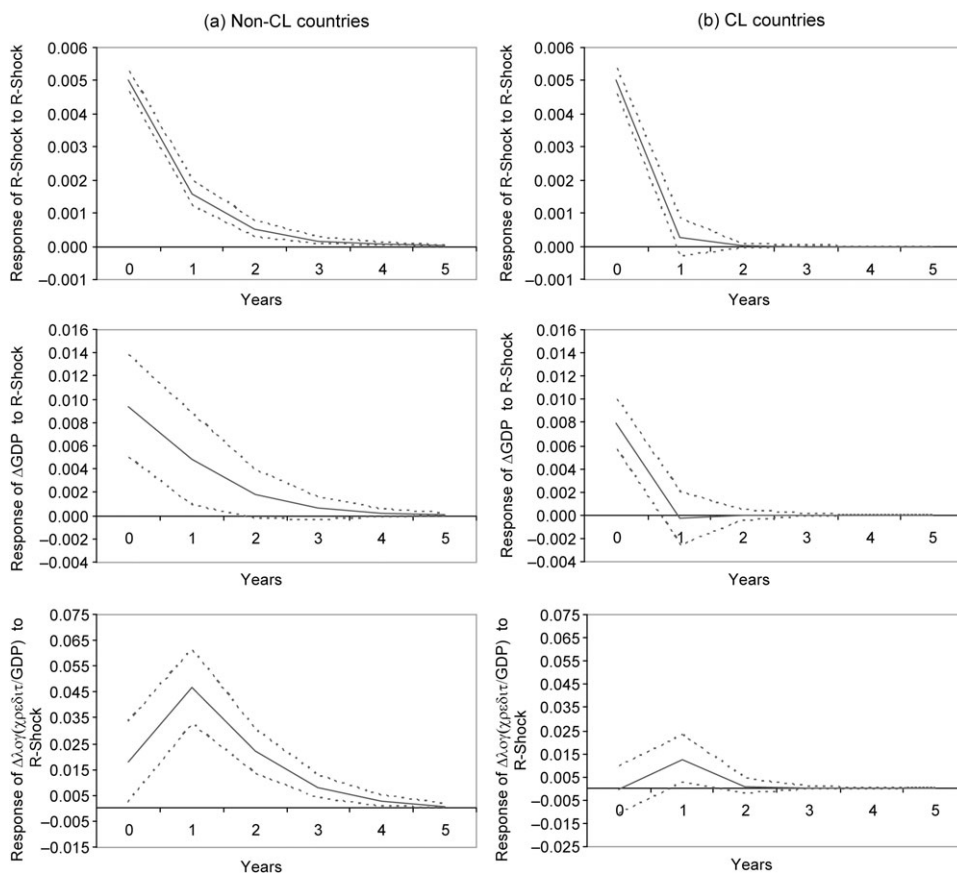 (a) Non-CL countries
Response of R-Shock to R-Shock
0.006
0.005
0.004
0.003
0.002
0.001
0.000
–0.001
0 1 2 3 4 5
Years
Response of ΔGDP to R-Shock
0.016
0.014
0.012
0.010
0.008
0.006
0.004
0.002
0.000
–0.002
–0.004
0 1 2 3 4 5
Years
Response of Δλογ(χρεδιτ/GDP) to
R-Shock
0.075
0.065
0.055
0.045
0.035
0.025
0.015
0.005
–0.005
–0.015
0 1 2 3 4 5
Years
(b) CL countries
Response of R-Shock to R-Shock
0.006
0.005
0.004
0.003
0.002
0.001
0.000
–0.001
0 1 2 3 4 5
Years
Response of ΔGDP to R-Shock
0.016
0.014
0.012
0.010
0.008
0.006
0.004
0.002
0.000
–0.002
–0.004
0 1 2 3 4 5
Years
Response of Δλογ(χρεδιτ/GDP) to
R-Shock
0.075
0.065
0.055
0.045
0.035
0.025
0.015
0.005
–0.005
–0.015
–0.025
0 1 2 3 4 5
Years